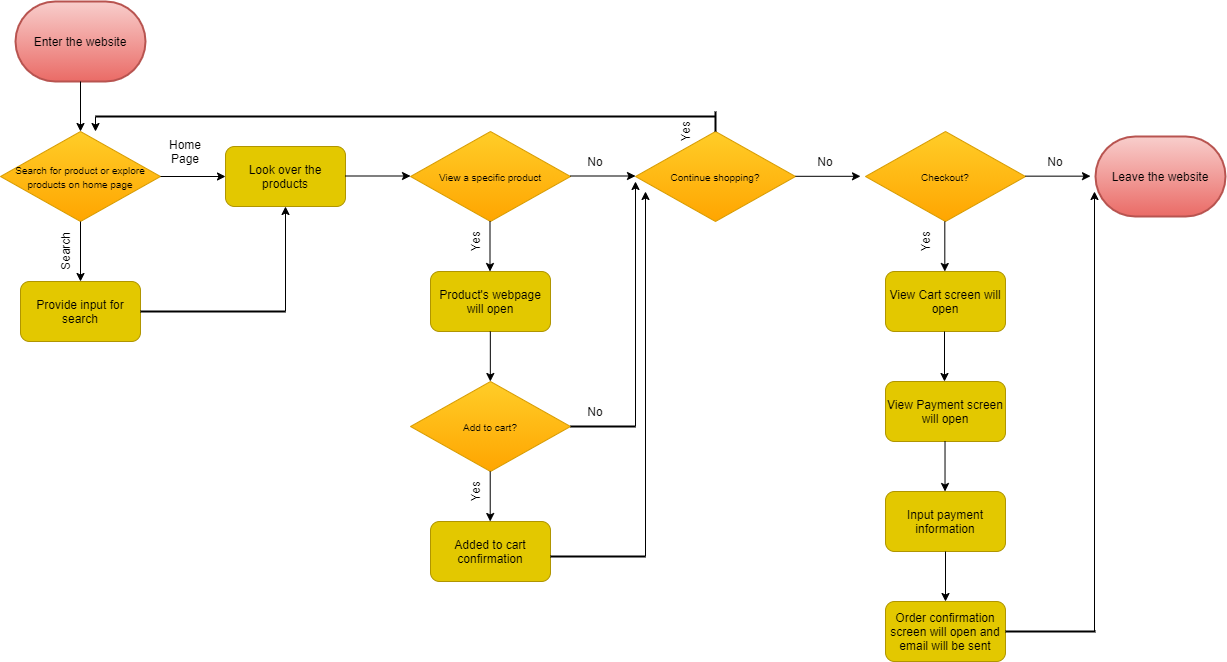 Enter the website
Search for product or explore
products on home page
Home
Page
Search
Provide input for
search
Look over the
products
View a specific product
No
Yes
Product's webpage
will open
Add to cart?
No
Yes
Added to cart
confirmation
Continue shopping?
Yes
No
Checkout?
No
Yes
View Cart screen will
open
View Payment screen
will open
Input payment
information
Order confirmation
screen will open and
email will be sent
Leave the website